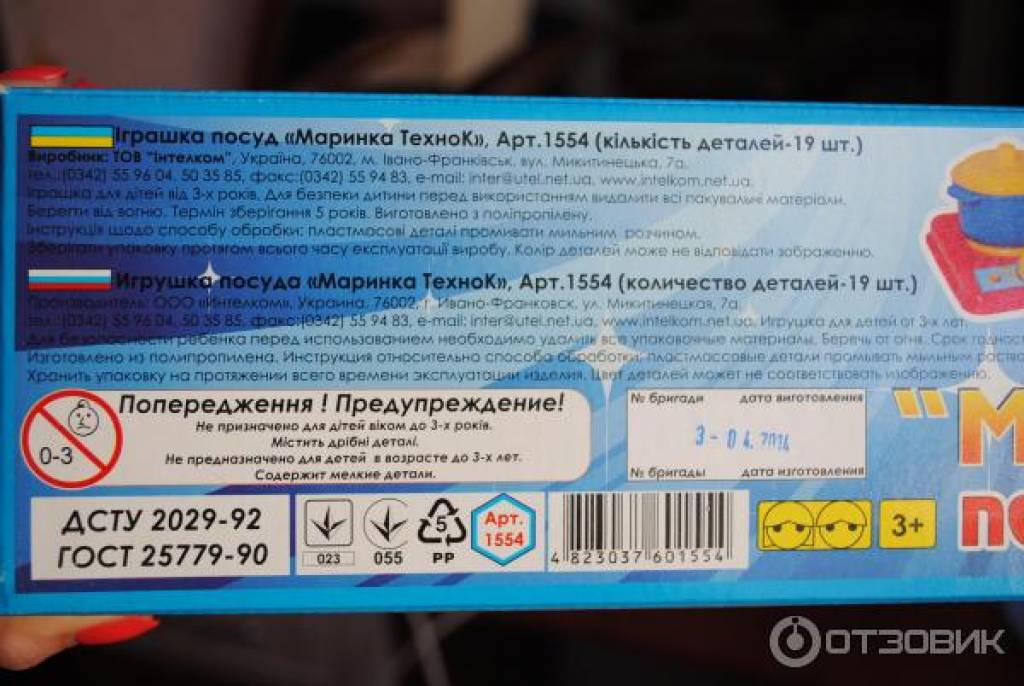 Іграшка посуд «Маринка ТехноК», Арт.1554 (кількість деталей-19 шт.)
Виробник: ТОВ "Інтелком", Україна, 76002, м. Івано-Франківськ, вул. Микитинецька, 7а.
тел.:(0342) 55 96 04, 50 35 85, факс:(0342) 55 94 83, e-mail: inter@utel.net.ua, www.intelkom.net.ua.
Іграшка для дітей від 3-х років. Для безпеки дитини перед використанням видалити всі пакувальні матеріали.
Берегти від вогню. Термін зберігання 5 років. Виготовлено з поліпропілену.
Інструкція щодо способу обробки: пластмасові деталі промивати мильним розчином.
Зберігати упаковку протягом всього часу експлуатації виробу. Колір деталей може не відповідати зображенню.
Игрушка посуда «Маринка ТехноК», Арт.1554 (количество деталей-19 шт.)
Производитель: ООО «Интелком», Украина, 76002, г. Ивано-Франковск, ул. Микитинецкая, 7а.
тел.:(0342) 55 96 04, 50 35 85, факс:(0342) 55 94 83, e-mail: inter@utel.net.ua, www.intelkom.net.ua. Игрушка для детей от 3-х лет.
Для безопасности ребенка перед использованием необходимо удалить все упаковочные материалы. Беречь от огня. Срок
Изготовлено из полипропилена. Инструкция относительно способа обработки: пластмассовые детали промывать мыльным
Хранить упаковку на протяжении всего времени эксплуатации изделия. Цвет деталей может не соответствовать изображению.
0-3
Попередження ! Предупреждение!
Не призначено для дітей віком до 3-х років.
Містить дрібні деталі.
Не предназначено для детей в возрасте до 3-х лет.
Содержит мелкие детали.
№ бригади дата виготовлення
3-04.2014
№ бригады дата изготовления
"М
по
ДСТУ 2029-92
ГОСТ 25779-90
023
055
5
PP
Арт.
1554
4823037601554
3+
ОТЗОВИК